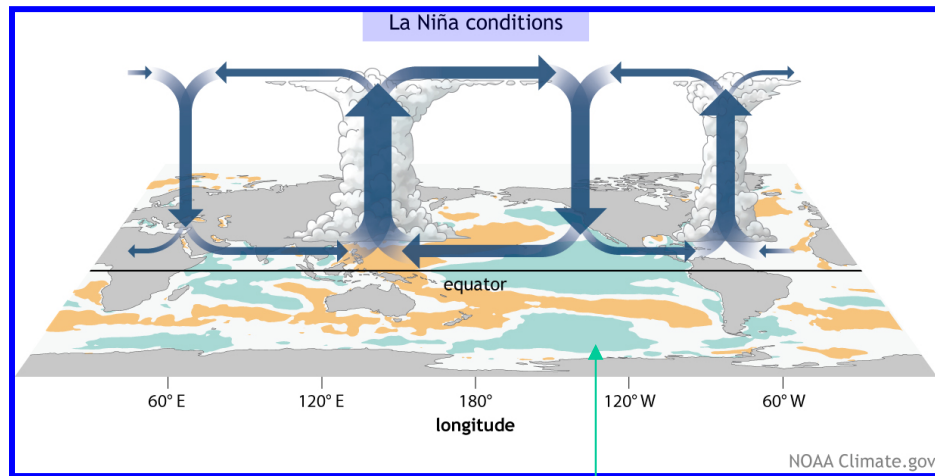 La Niña conditions
equator
60° E 120° E 180° 120° W 60° W
longitude
NOAA Climate.gov